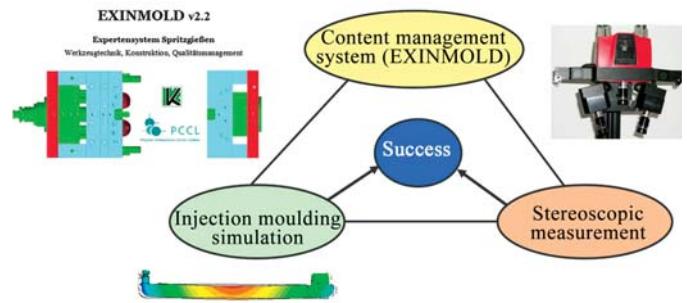 EXINMOLD v2.2
Expertensystem Spritzgießen
Werkzeugtechnik, Konstruktion, Qualitätsmanagement
PCCL
Content management
system (EXINMOLD)
Success
Injection moulding
simulation
Stereoscopic
measurement